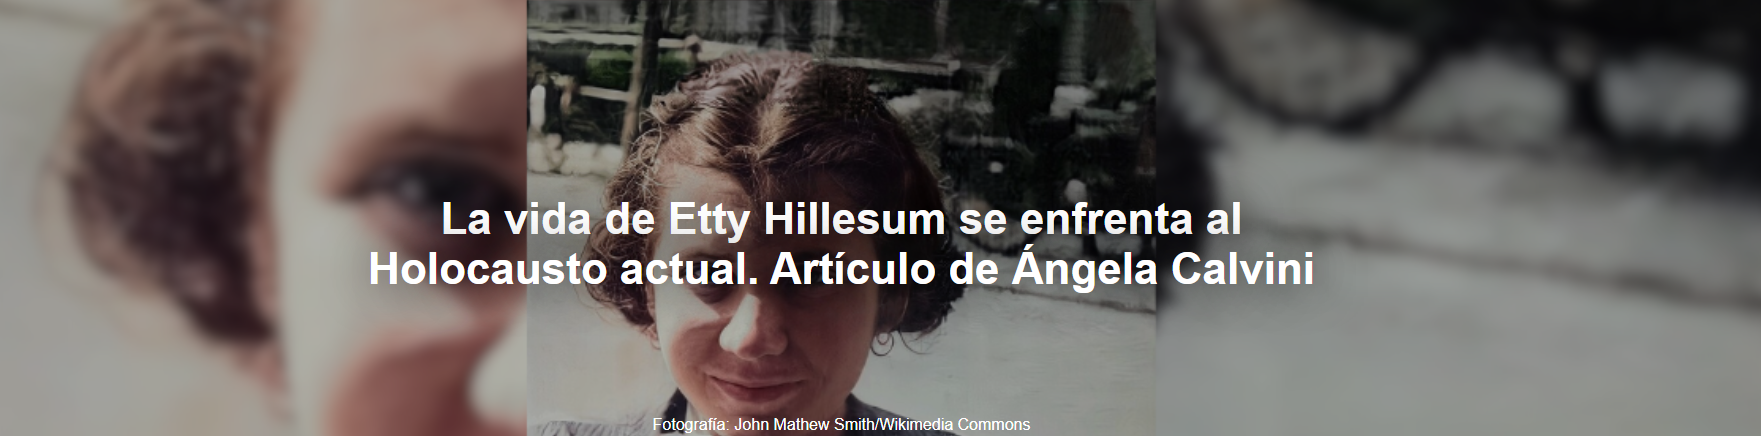 La vida de Etty Hillesum se enfrenta al
Holocausto actual. Artículo de Ángela Calvini
Fotografía: John Mathew Smith/Wikimedia Commons